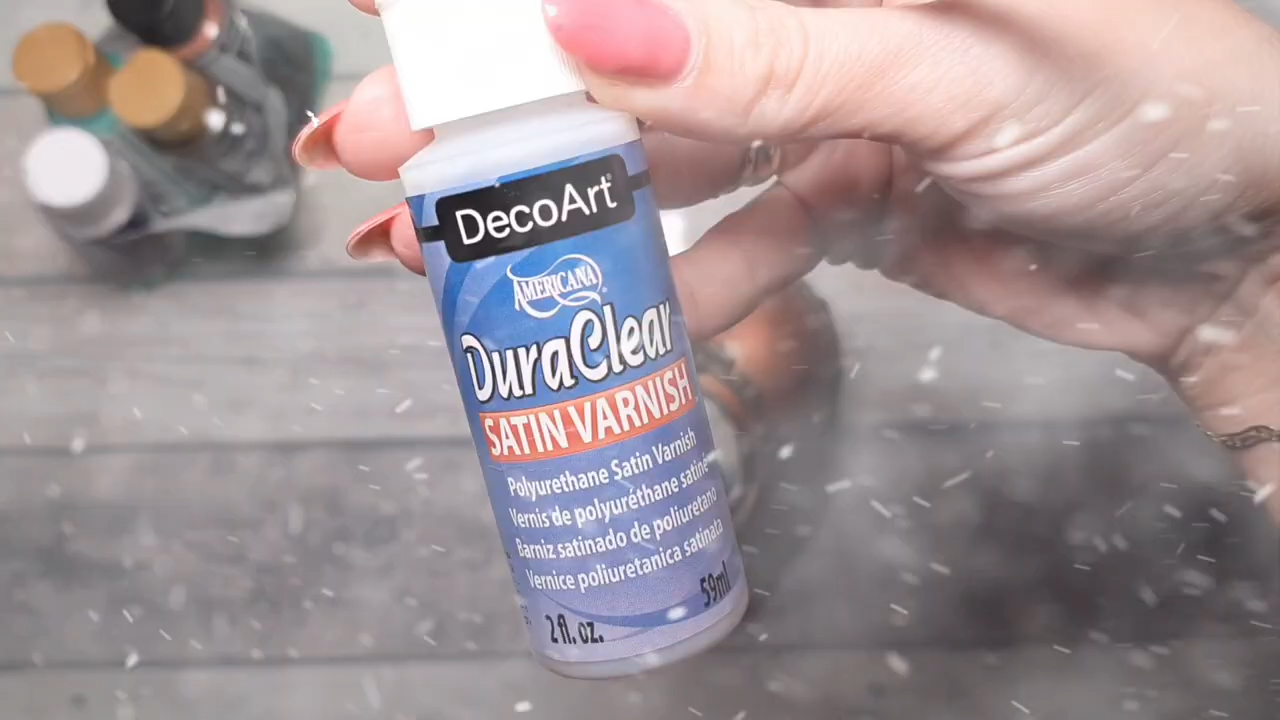 DecoArt®
AMERICANA®
DuraClear
SATIN VARNISH
Polyurethane Satin Varnish
Vernis de polyuréthane satiné
Barniz satinado de poliuretano
Vernice poliuretanica satinata
59ml
2 fl. oz.